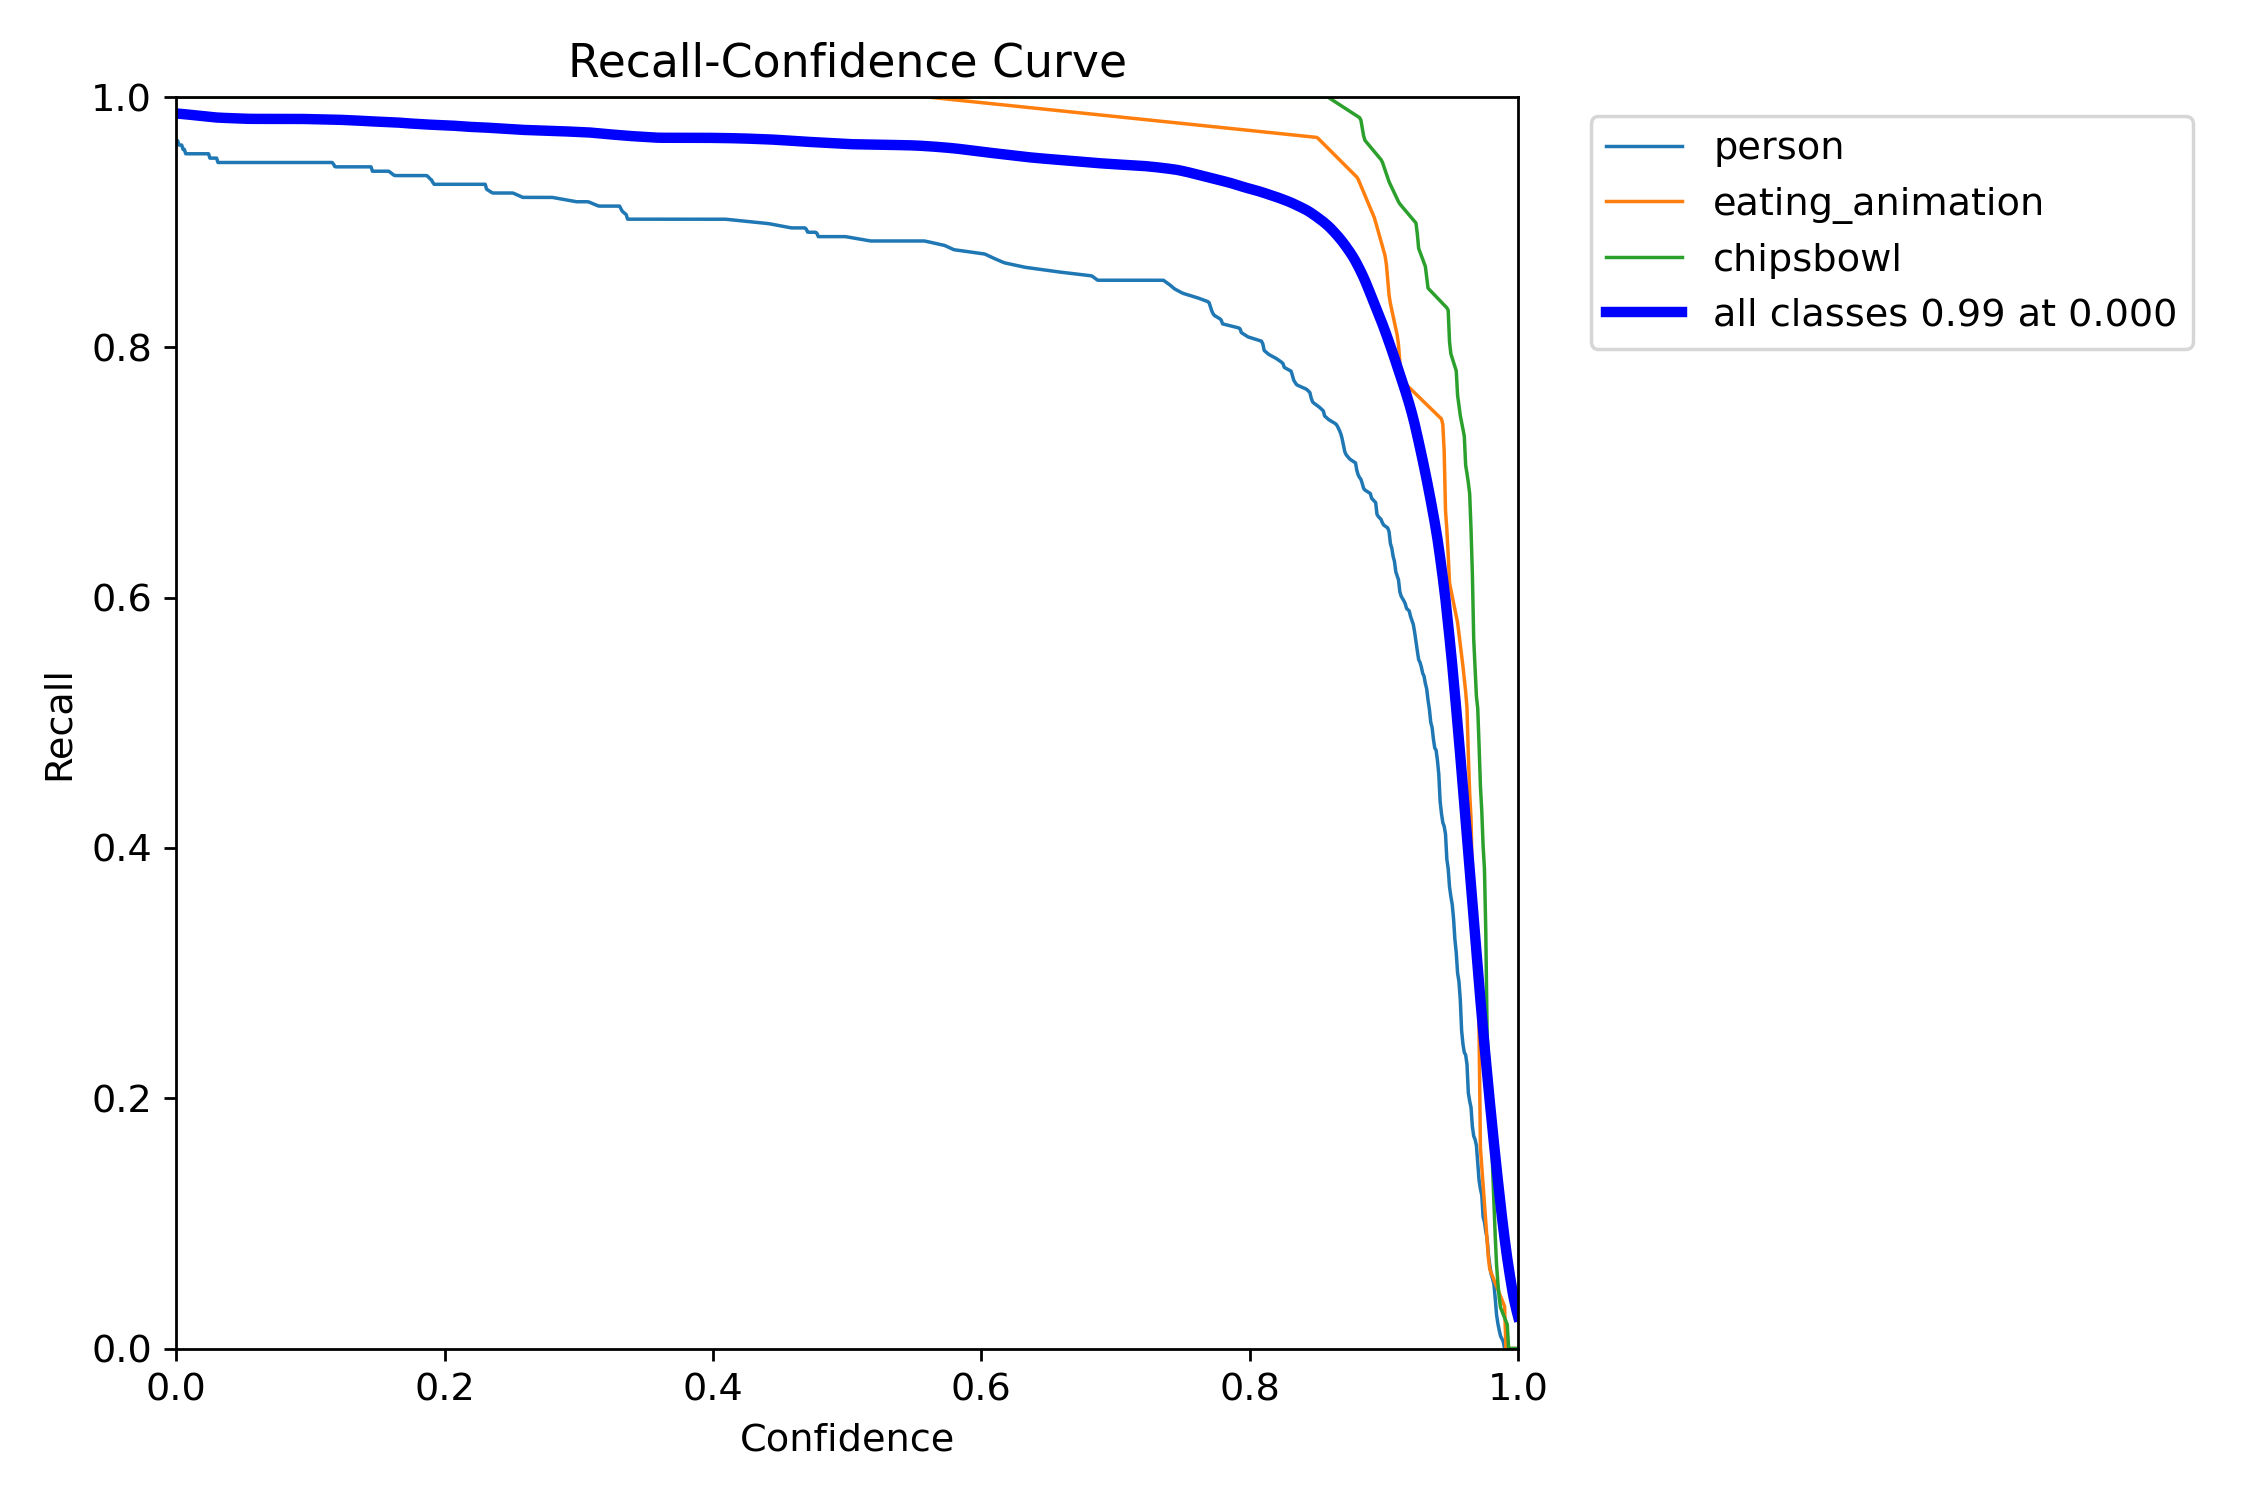 Recall-Confidence Curve
1.0
0.8
0.6
0.4
0.2
0.0
Recall
0.0 0.2 0.4 0.6 0.8 1.0
Confidence
person
eating_animation
chipsbowl
all classes 0.99 at 0.000